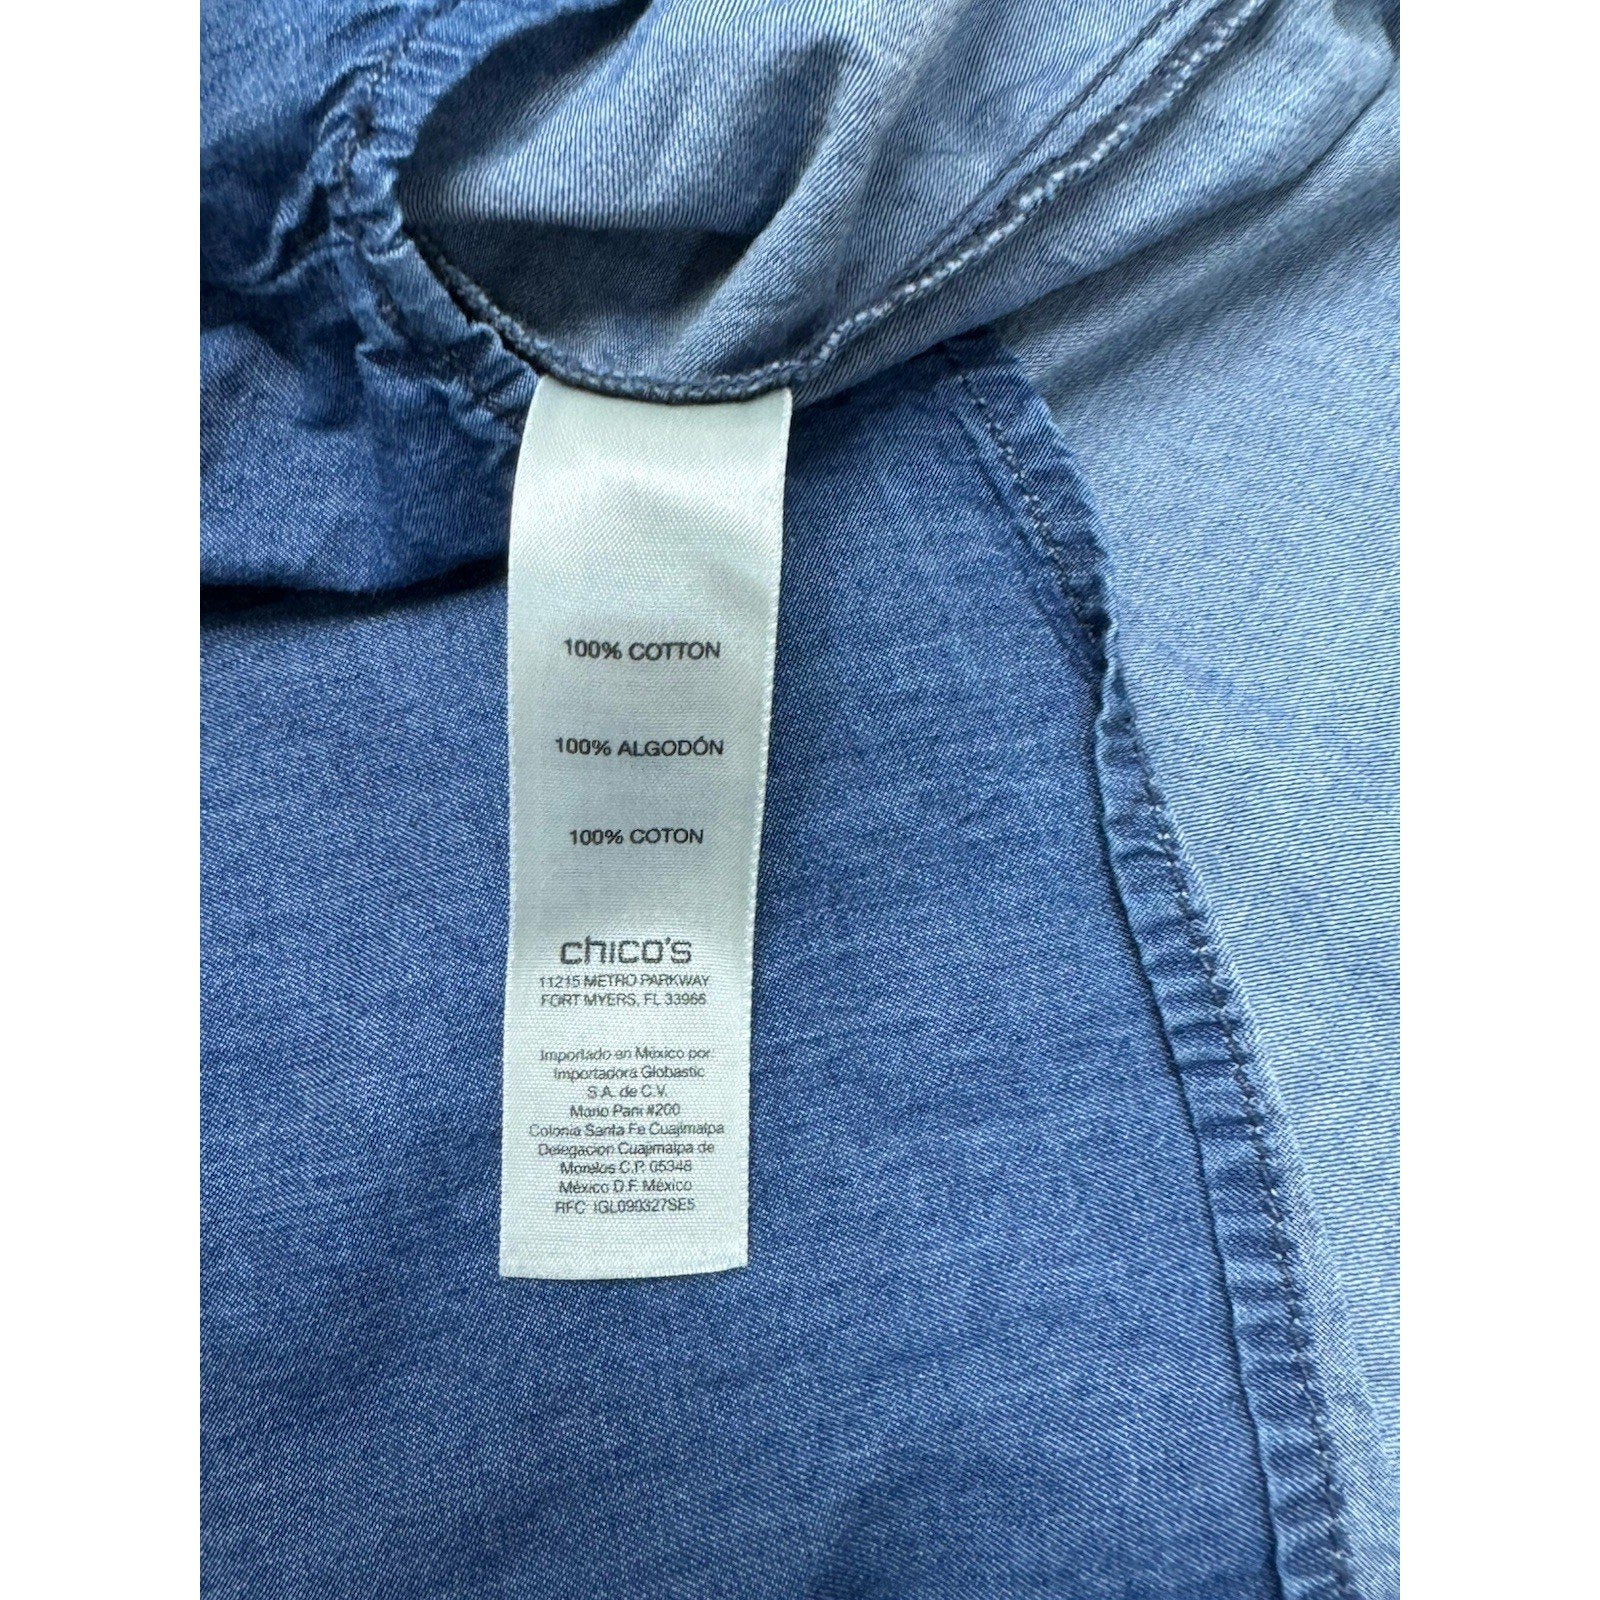 100% COTTON
100% ALGODÓN
100% COTON
chico's
11215 METRO PARKWAY
FORT MYERS, FL 33966
Importado en México por:
Importadora Globastic
S.A. de C.V.
Mario Pani #200
Colonia Santa Fe Cuajimalpa
Delegacion Cuajimalpa de
Morelos C.P. 05348
México D.F. México
RFC IGL090327SE5